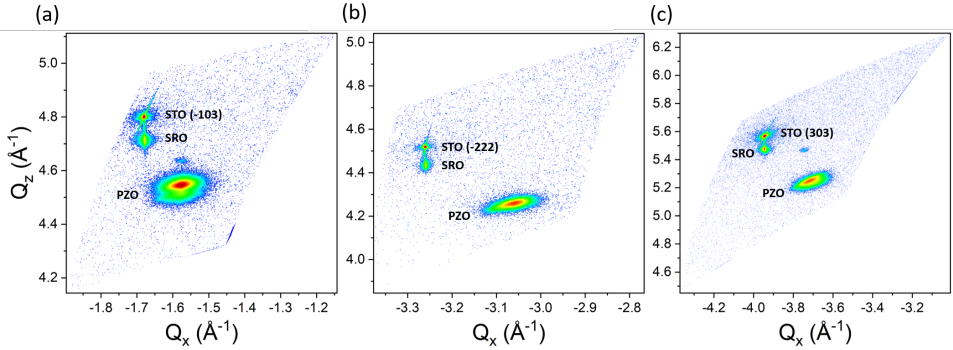 (a)
(b)
(c)
5.0
4.8
4.6
4.4
4.2
Q_z (Å⁻¹)
STO (-103)
SRO
PZO
-1.8 -1.7 -1.6 -1.5 -1.4 -1.3 -1.2
Q_x (Å⁻¹)
5.0
4.8
4.6
4.4
4.2
4.0
STO (-222)
SRO
PZO
-3.3 -3.2 -3.1 -3.0 -2.9 -2.8
Q_x (Å⁻¹)
6.2
6.0
5.8
5.6
5.4
5.2
5.0
4.8
4.6
STO (303)
SRO
PZO
-4.2 -4.0 -3.8 -3.6 -3.4 -3.2
Q_x (Å⁻¹)